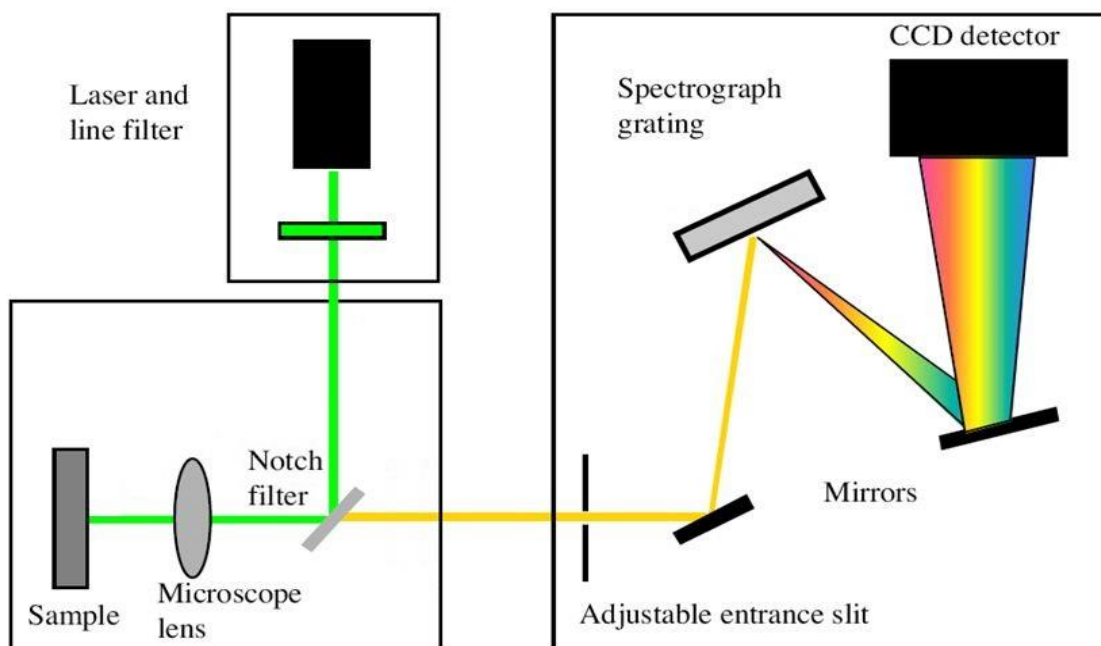 Laser and
line filter
CCD detector
Spectrograph
grating
Notch
filter
Mirrors
Sample
Microscope
lens
Adjustable entrance slit